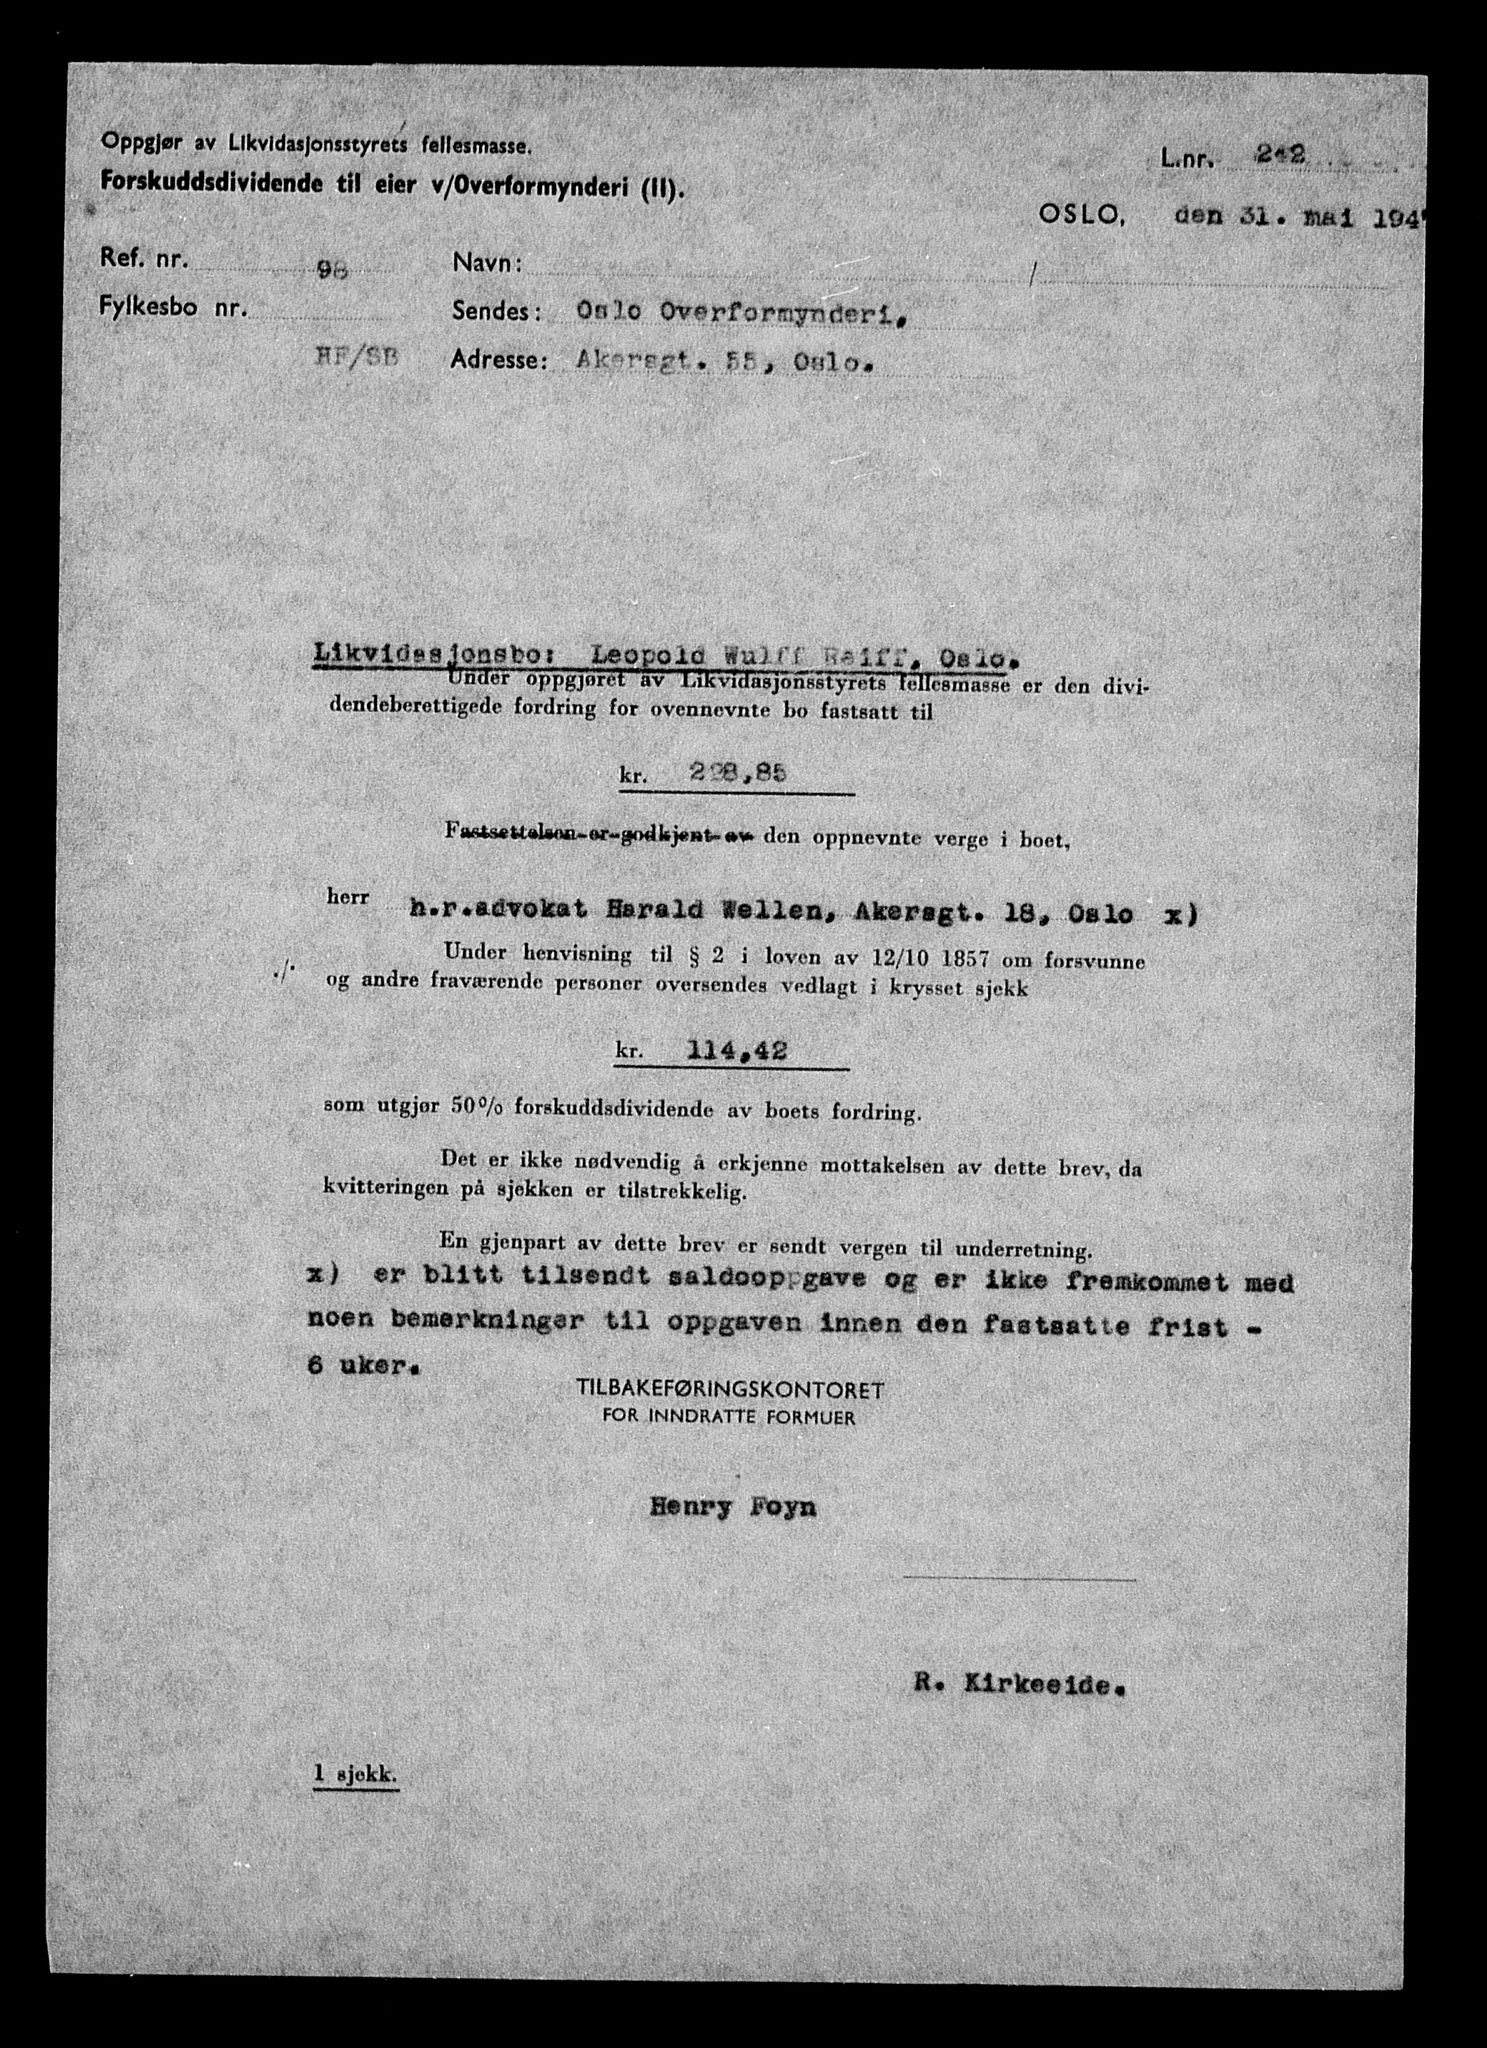 Oppgjør av Likvidasjonsstyrets fellesmasse.
Forskuddsdividende til eier v/Overformynderi (II).
L.nr. 242
OSLO, den 31. mai 194
Ref. nr. 98
Navn: /
Fylkesbo nr.
Sendes: Oslo Overformynderi.
HF/SB
Adresse: Akersgt. 55, Oslo.
Likvidasjonsbo: Leopold Wulff Reiff, Oslo.
Under oppgjøret av Likvidasjonsstyrets fellesmasse er den divi-
dendeberettigede fordring for ovennevnte bo fastsatt til
kr. 228,85
Fastsettelsen er godkjent av den oppnevnte verge i boet,
herr h.r.advokat Harald Wellen, Akersgt. 18, Oslo x)
Under henvisning til § 2 i loven av 12/10 1857 om forsvunne
./. og andre fraværende personer oversendes vedlagt i krysset sjekk
kr. 114,42
som utgjør 50% forskuddsdividende av boets fordring.
Det er ikke nødvendig å erkjenne mottakelsen av dette brev, da
kvitteringen på sjekken er tilstrekkelig.
En gjenpart av dette brev er sendt vergen til underretning.
x) er blitt tilsendt saldooppgave og er ikke fremkommet med
noen bemerkninger til oppgaven innen den fastsatte frist -
6 uker.
TILBAKEFØRINGSKONTORET
FOR INNDRATTE FORMUER
Henry Foyn
R. Kirkeeide.
1 sjekk.